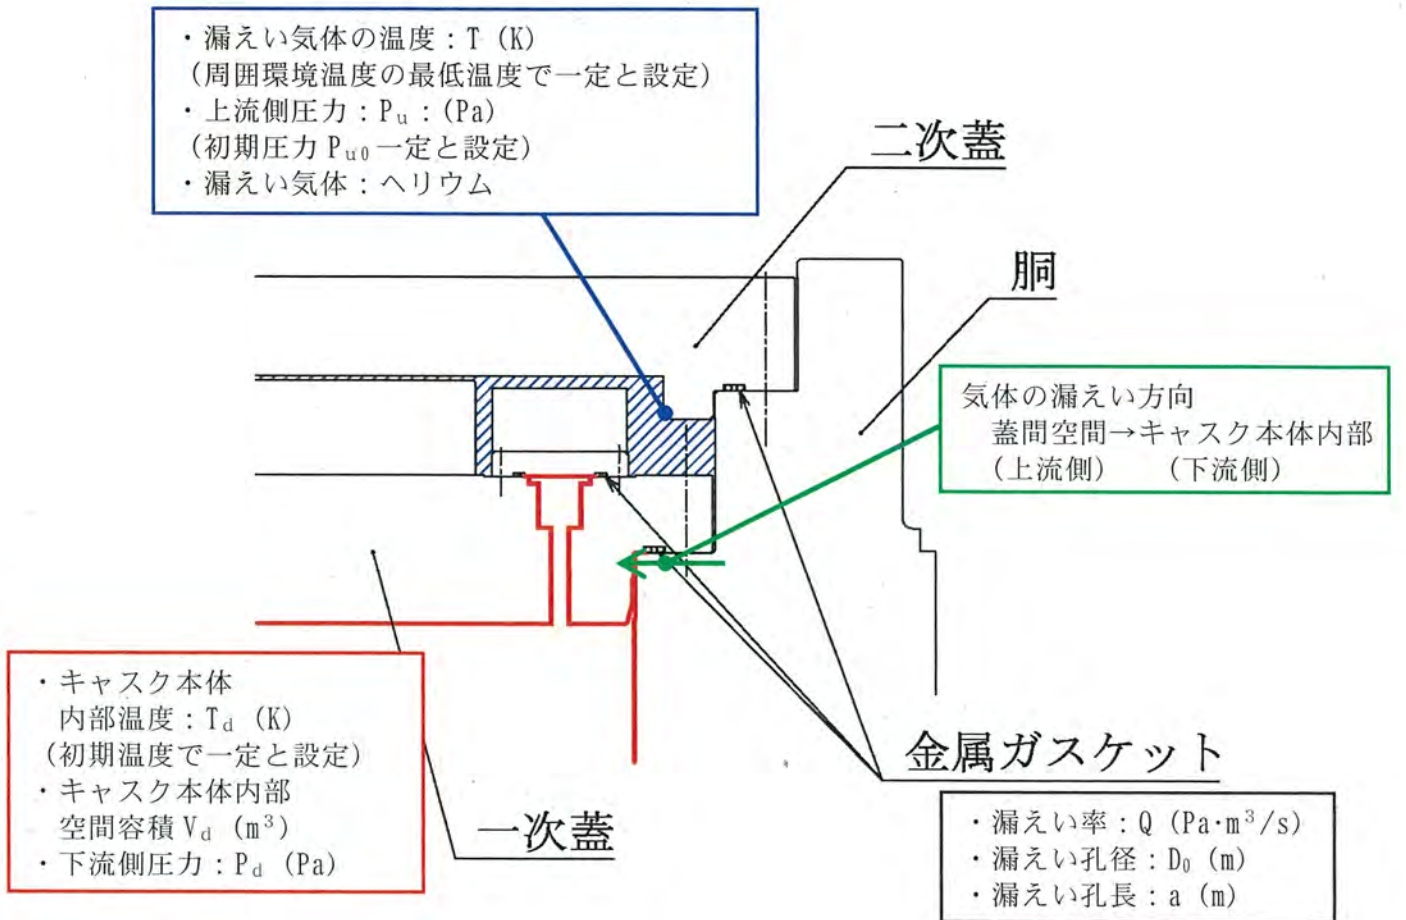 ・漏えい気体の温度：T (K)
(周囲環境温度の最低温度で一定と設定)
・上流側圧力：Pu：(Pa)
(初期圧力 Pu0 一定と設定)
・漏えい気体：ヘリウム
二次蓋
胴
気体の漏えい方向
蓋間空間→キャスク本体内部
(上流側) (下流側)
・キャスク本体
内部温度：Td (K)
(初期温度で一定と設定)
・キャスク本体内部
空間容積 Vd (m³)
・下流側圧力：Pd (Pa)
一次蓋
金属ガスケット
・漏えい率：Q (Pa·m³/s)
・漏えい孔径：D₀ (m)
・漏えい孔長：a (m)